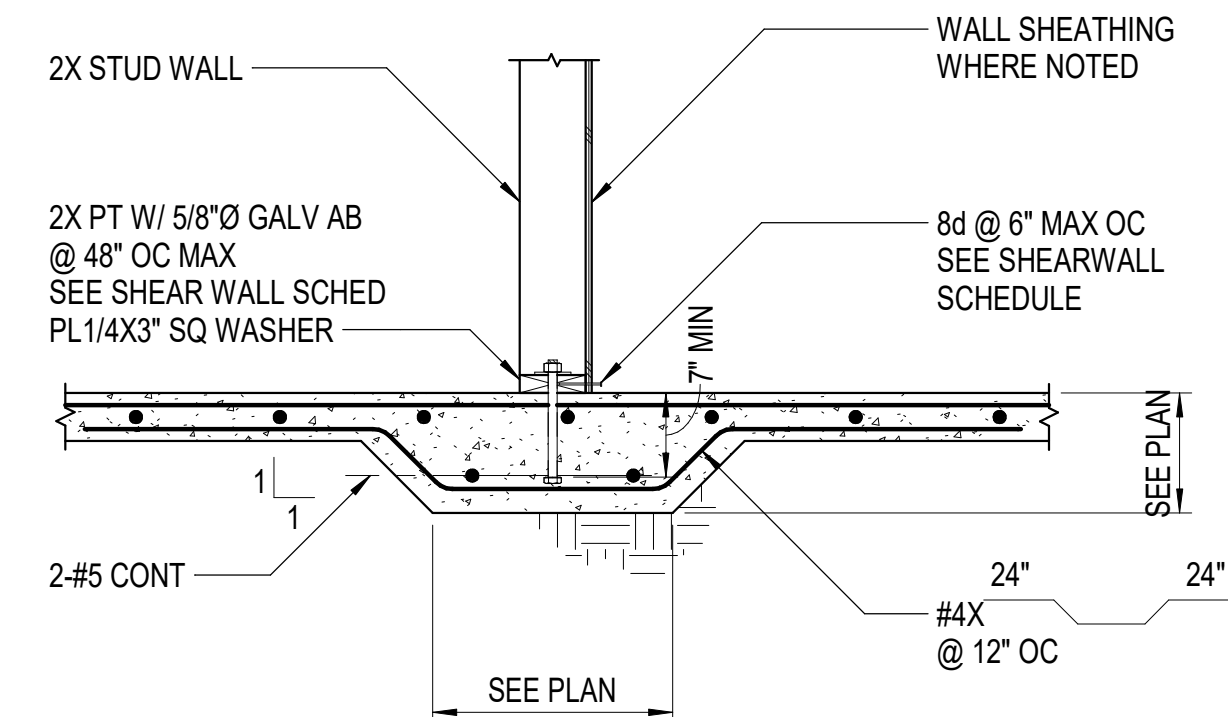 2X STUD WALL
WALL SHEATHING
WHERE NOTED
2X PT W/ 5/8"Ø GALV AB
@ 48" OC MAX
SEE SHEAR WALL SCHED
PL1/4X3" SQ WASHER
8d @ 6" MAX OC
SEE SHEARWALL
SCHEDULE
7" MIN
SEE PLAN
1
1
2-#5 CONT
24"
24"
#4X
@ 12" OC
SEE PLAN